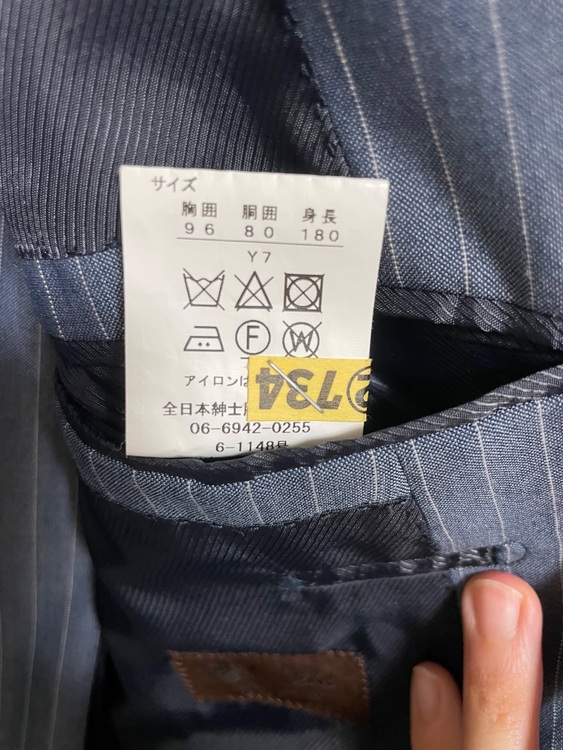 サイズ
胸囲 胴囲 身長
96 80 180
Y7
F
W
アイロンは
734
全日本紳士
06-6942-0255
6-1148号